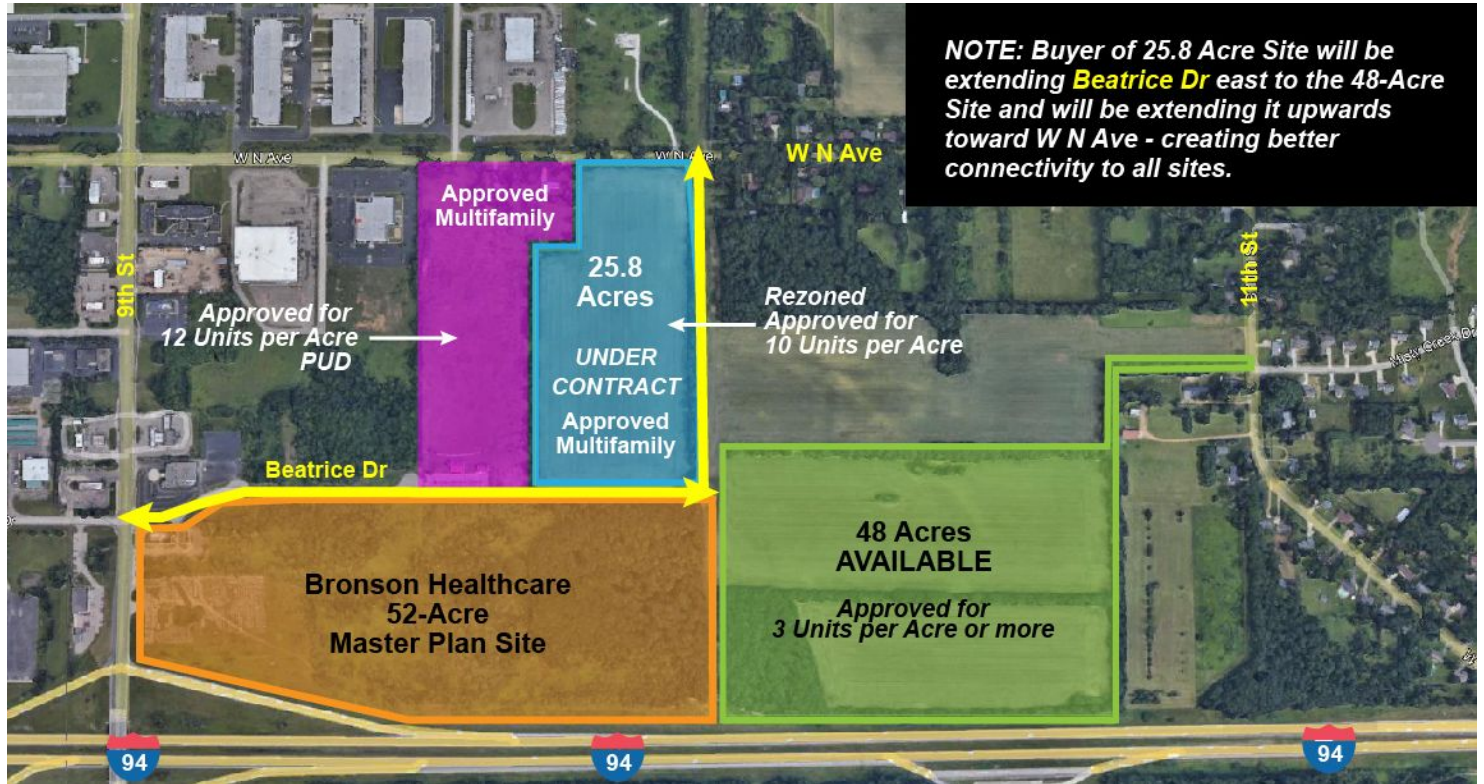 NOTE: Buyer of 25.8 Acre Site will be
extending Beatrice Dr east to the 48-Acre
Site and will be extending it upwards
toward W N Ave - creating better
connectivity to all sites.
W N Ave
W N Ave
W N Ave
Approved
Multifamily
9th St
11th St
25.8
Acres
Approved for
12 Units per Acre
PUD
Rezoned
Approved for
10 Units per Acre
UNDER
CONTRACT
Approved
Multifamily
Misty Creek Dr
Beatrice Dr
48 Acres
AVAILABLE
Approved for
3 Units per Acre or more
Bronson Healthcare
52-Acre
Master Plan Site
94
94
94